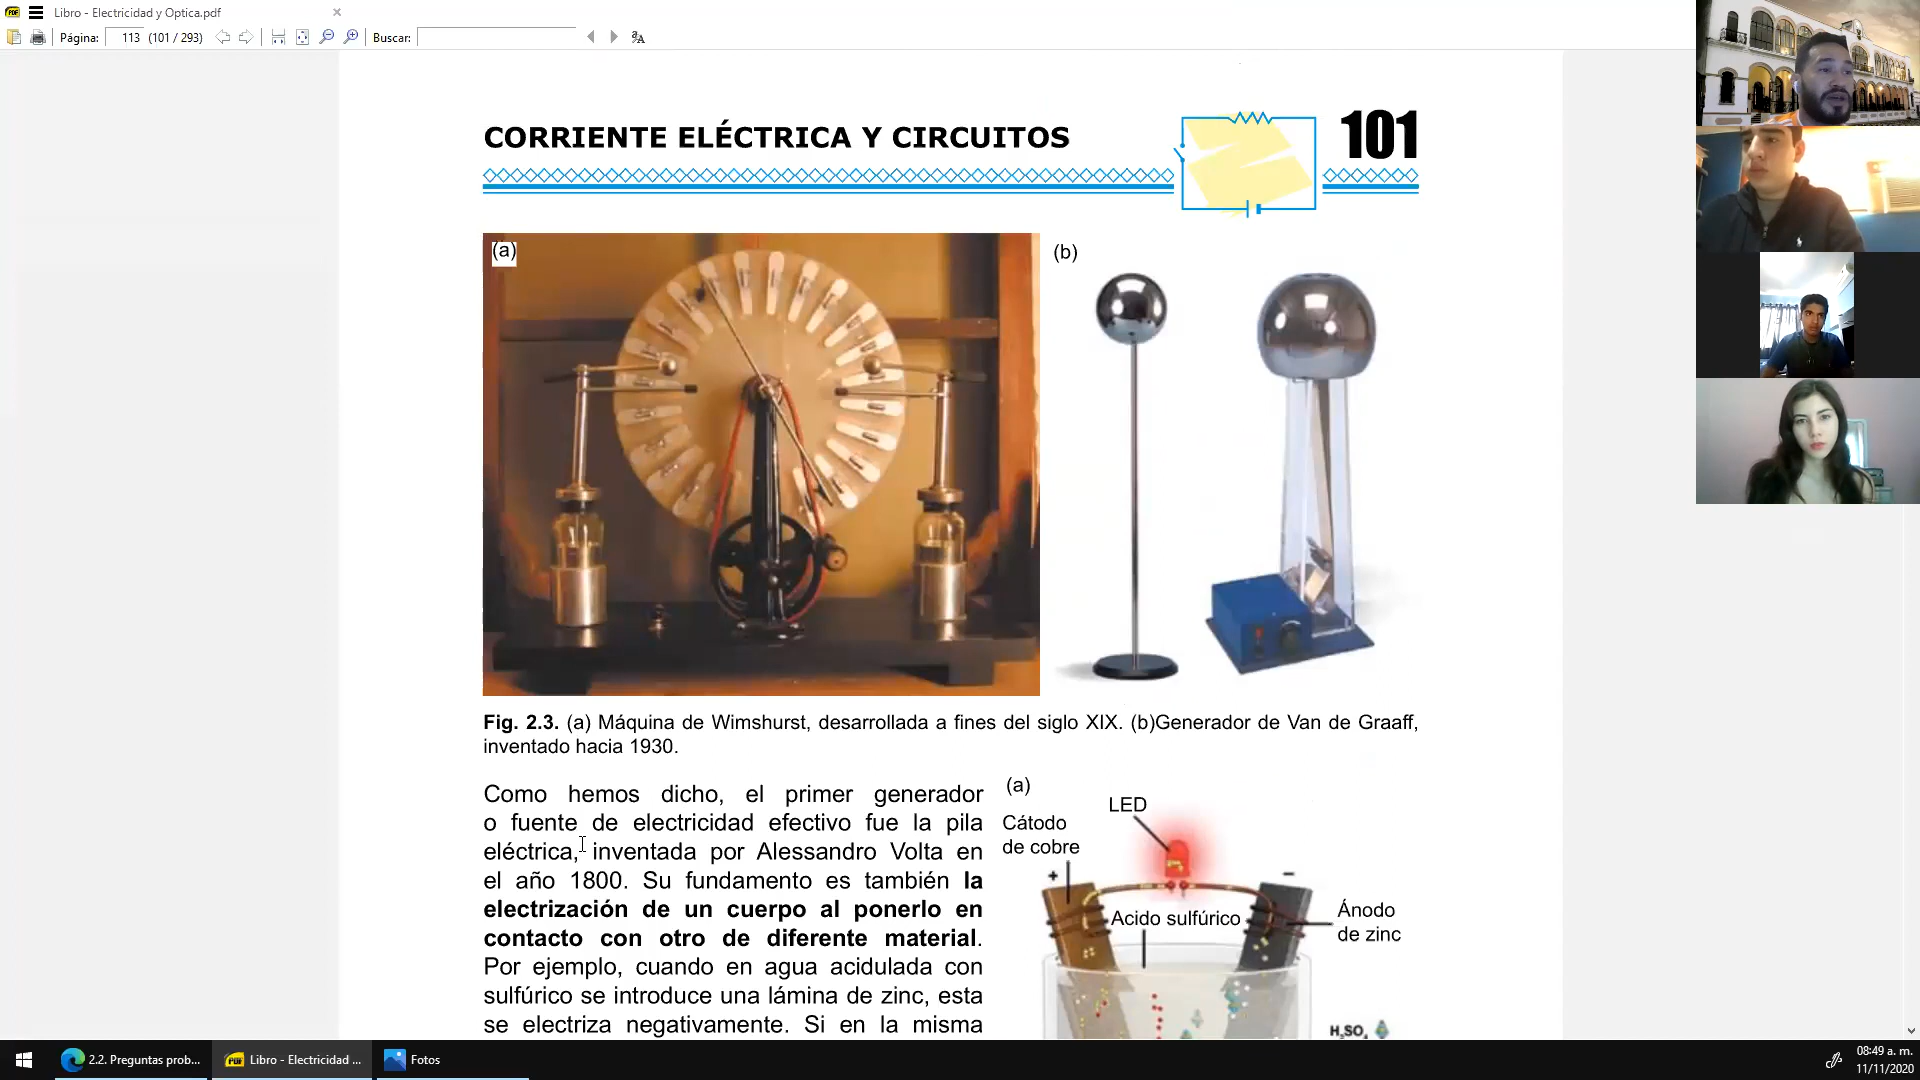 Libro - Electricidad y Optica.pdf
Página: 113 (101 / 293) Buscar:
CORRIENTE ELÉCTRICA Y CIRCUITOS
101
(a)
(b)
Fig. 2.3. (a) Máquina de Wimshurst, desarrollada a fines del siglo XIX. (b)Generador de Van de Graaff,
inventado hacia 1930.
Como hemos dicho, el primer generador
o fuente de electricidad efectivo fue la pila
eléctrica, inventada por Alessandro Volta en
el año 1800. Su fundamento es también la
electrización de un cuerpo al ponerlo en
contacto con otro de diferente material.
Por ejemplo, cuando en agua acidulada con
sulfúrico se introduce una lámina de zinc, esta
se electriza negativamente. Si en la misma
(a)
LED
Cátodo
de cobre
+
–
Acido sulfúrico
Ánodo
de zinc
H₂SO₄
2.2. Preguntas prob...
Libro - Electricidad ...
Fotos
08:49 a. m.
11/11/2020